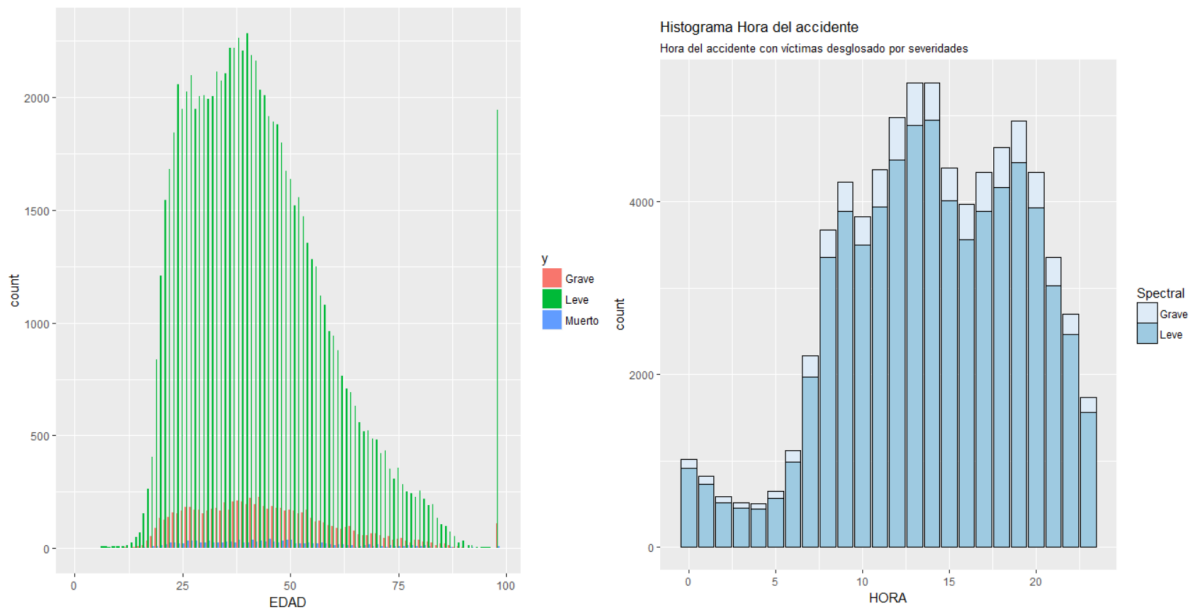 2000
1500
1000
500
0
count
0 25 50 75 100
EDAD
y
Grave
Leve
Muerto
Histograma Hora del accidente
Hora del accidente con víctimas desglosado por severidades
4000
2000
0
count
0 5 10 15 20
HORA
Spectral
Grave
Leve